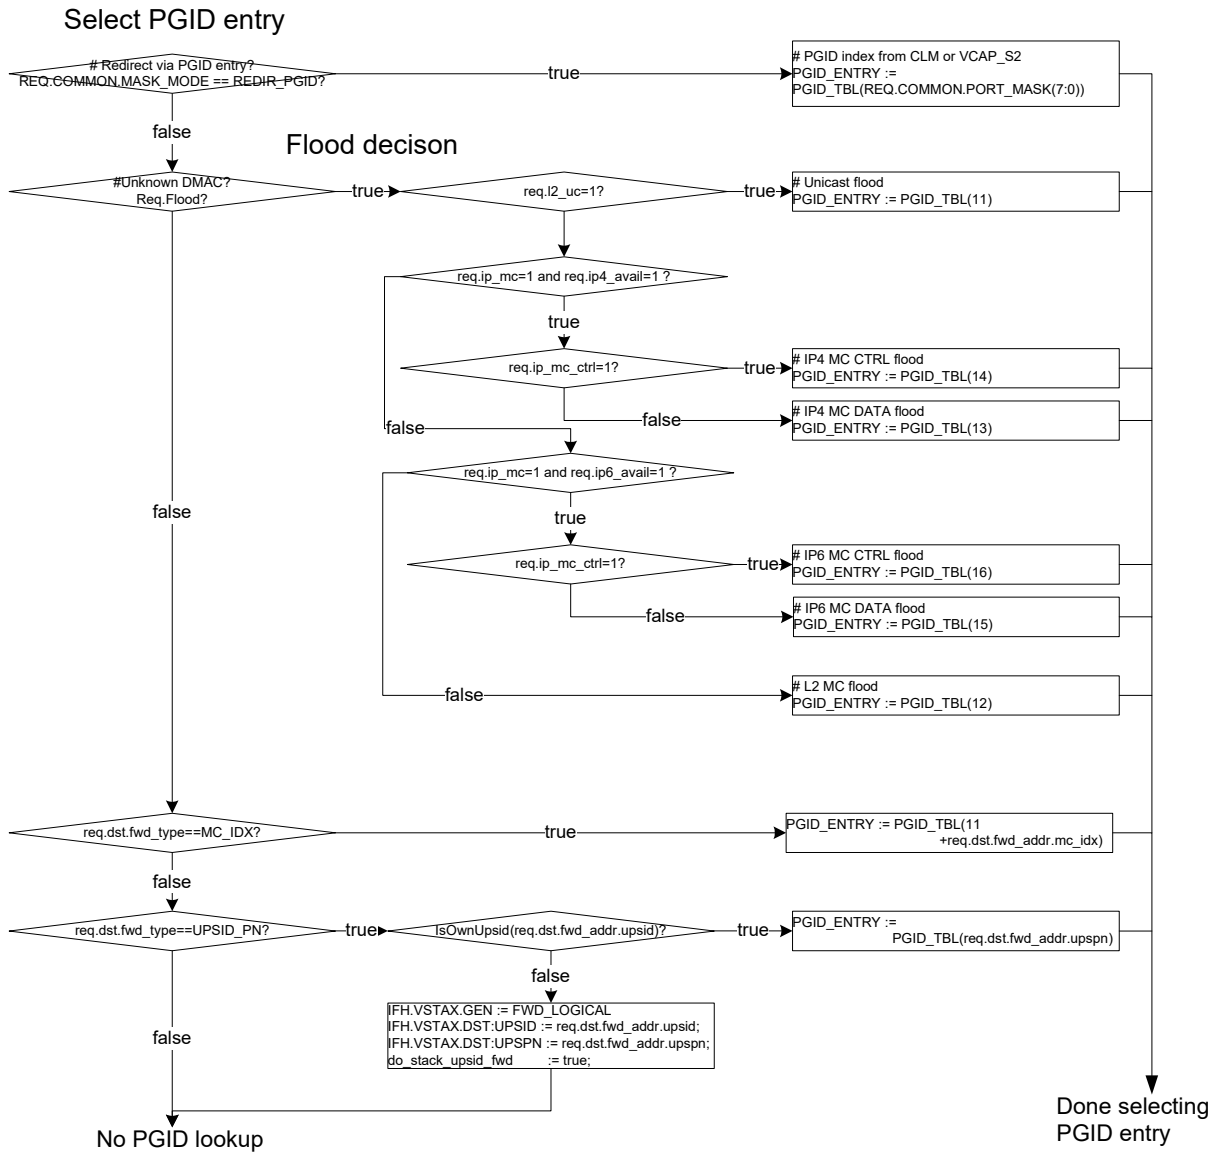 Select PGID entry
# Redirect via PGID entry?
REQ.COMMON.MASK_MODE == REDIR_PGID?
true
# PGID index from CLM or VCAP_S2
PGID_ENTRY :=
PGID_TBL(REQ.COMMON.PORT_MASK(7:0))
false
Flood decison
#Unknown DMAC?
Req.Flood?
true
req.l2_uc=1?
true
# Unicast flood
PGID_ENTRY := PGID_TBL(11)
req.ip_mc=1 and req.ip4_avail=1 ?
true
req.ip_mc_ctrl=1?
true
# IP4 MC CTRL flood
PGID_ENTRY := PGID_TBL(14)
false
# IP4 MC DATA flood
PGID_ENTRY := PGID_TBL(13)
false
req.ip_mc=1 and req.ip6_avail=1 ?
false
true
req.ip_mc_ctrl=1?
true
# IP6 MC CTRL flood
PGID_ENTRY := PGID_TBL(16)
false
# IP6 MC DATA flood
PGID_ENTRY := PGID_TBL(15)
false
# L2 MC flood
PGID_ENTRY := PGID_TBL(12)
req.dst.fwd_type==MC_IDX?
true
PGID_ENTRY := PGID_TBL(11
+req.dst.fwd_addr.mc_idx)
false
req.dst.fwd_type==UPSID_PN?
true
IsOwnUpsid(req.dst.fwd_addr.upsid)?
true
PGID_ENTRY :=
PGID_TBL(req.dst.fwd_addr.upspn)
false
IFH.VSTAX.GEN := FWD_LOGICAL
IFH.VSTAX.DST:UPSID := req.dst.fwd_addr.upsid;
IFH.VSTAX.DST:UPSPN := req.dst.fwd_addr.upspn;
do_stack_upsid_fwd := true;
false
No PGID lookup
Done selecting
PGID entry